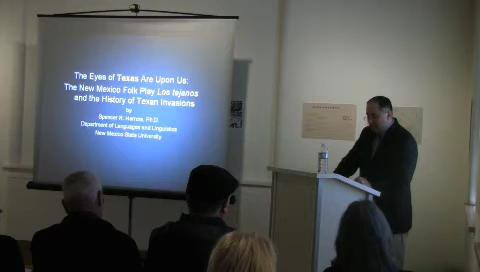 The Eyes of Texas Are Upon Us:
The New Mexico Folk Play Los tejanos
and the History of Texan Invasions
by
Spencer R. Herrera, Ph.D.
Department of Languages and Linguistics
New Mexico State University